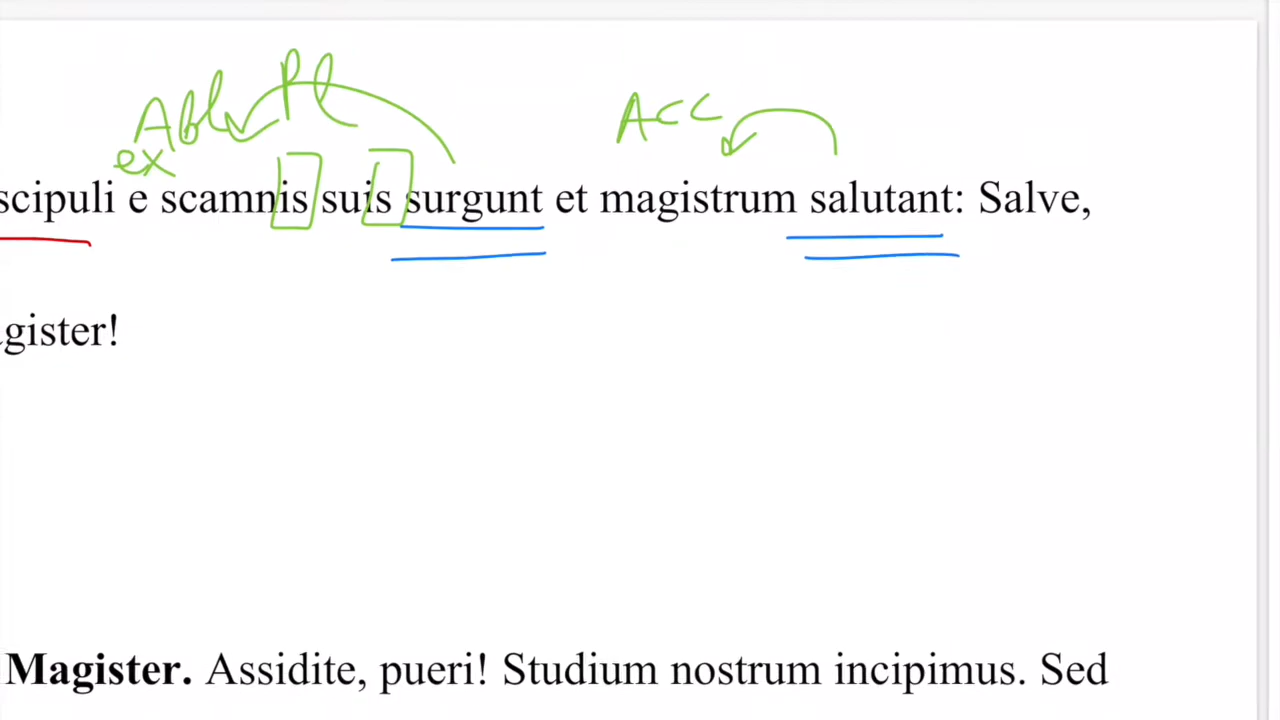 Abl Pl Acc
ex
scipuli e scamnis suis surgunt et magistrum salutant: Salve,
agister!
Magister. Assidite, pueri! Studium nostrum incipimus. Sed